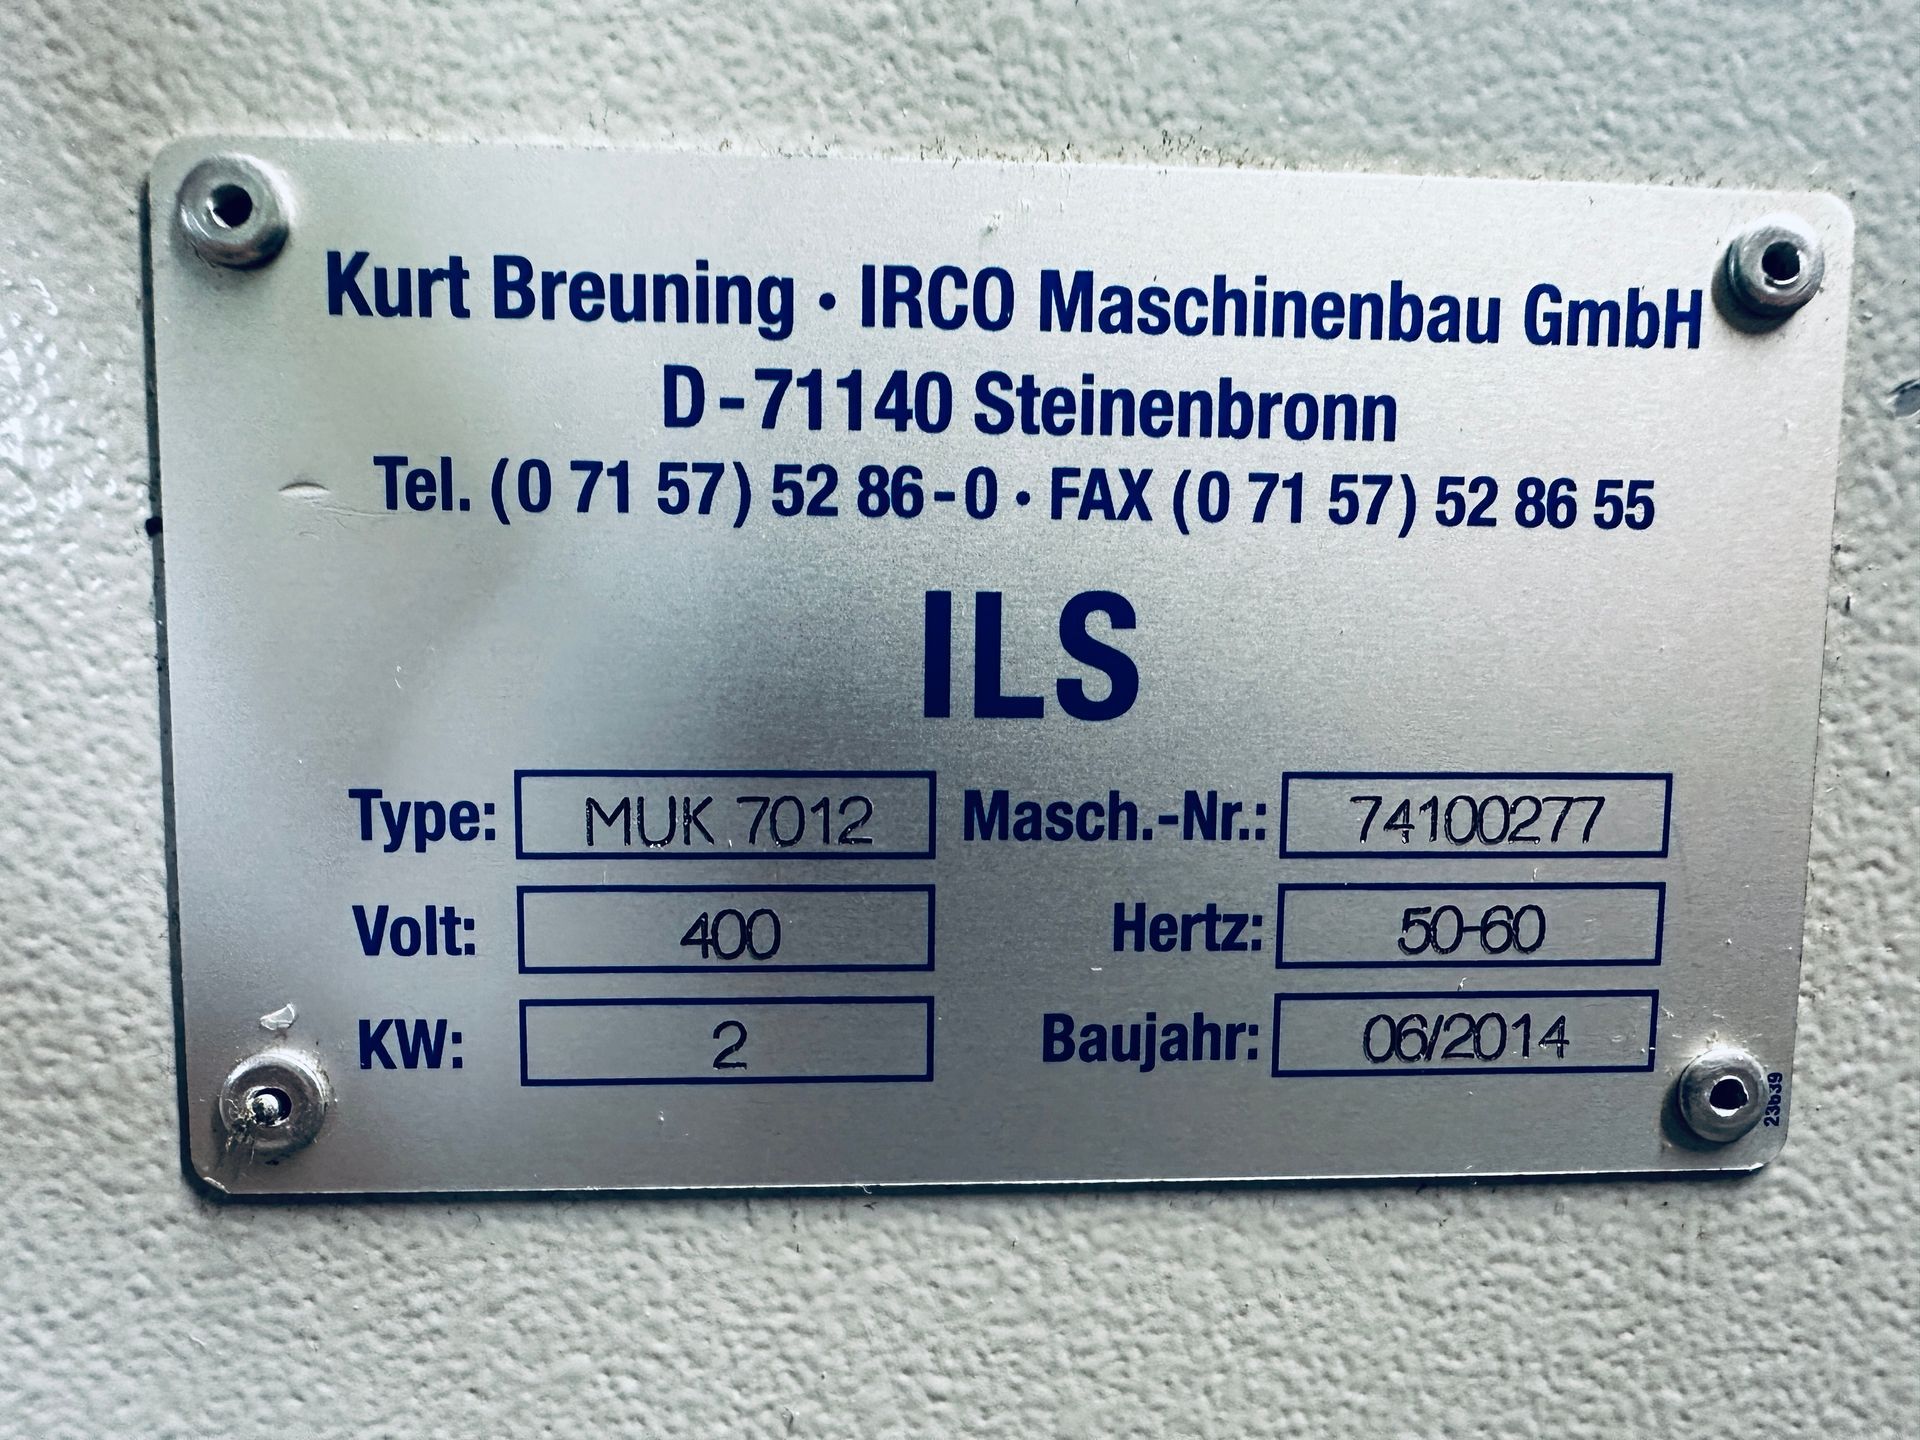 Kurt Breuning · IRCO Maschinenbau GmbH
D-71140 Steinenbronn
Tel. (0 71 57) 52 86-0 · FAX (0 71 57) 52 86 55
ILS
Type: MUK 7012 Masch.-Nr.: 74100277
Volt: 400 Hertz: 50-60
KW: 2 Baujahr: 06/2014